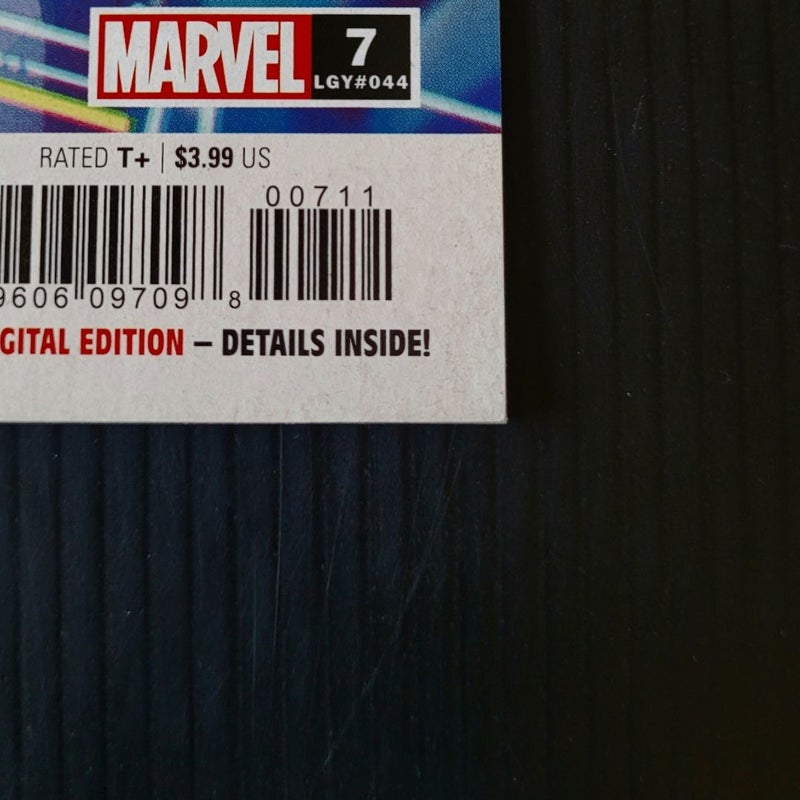 MARVEL 7
LGY#044
RATED T+ | $3.99 US
00711
9606 09709 8
GITAL EDITION – DETAILS INSIDE!